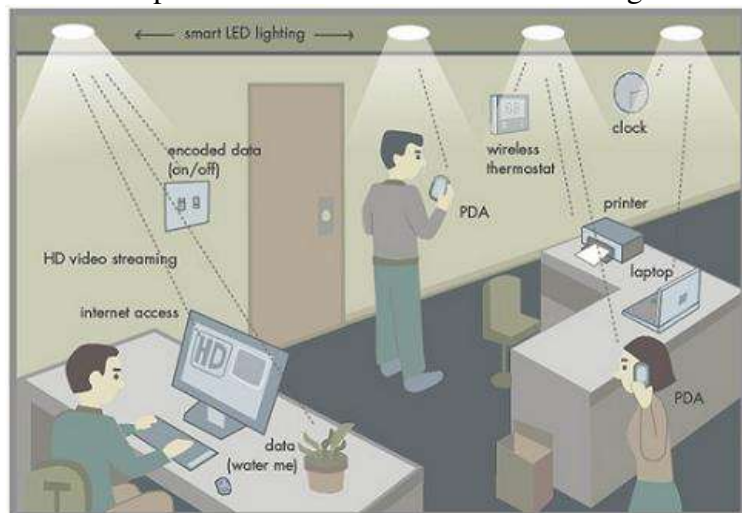 smart LED lighting
encoded data
(on/off)
68
wireless
thermostat
clock
PDA
printer
HD video streaming
laptop
internet access
HD
PDA
data
(water me)